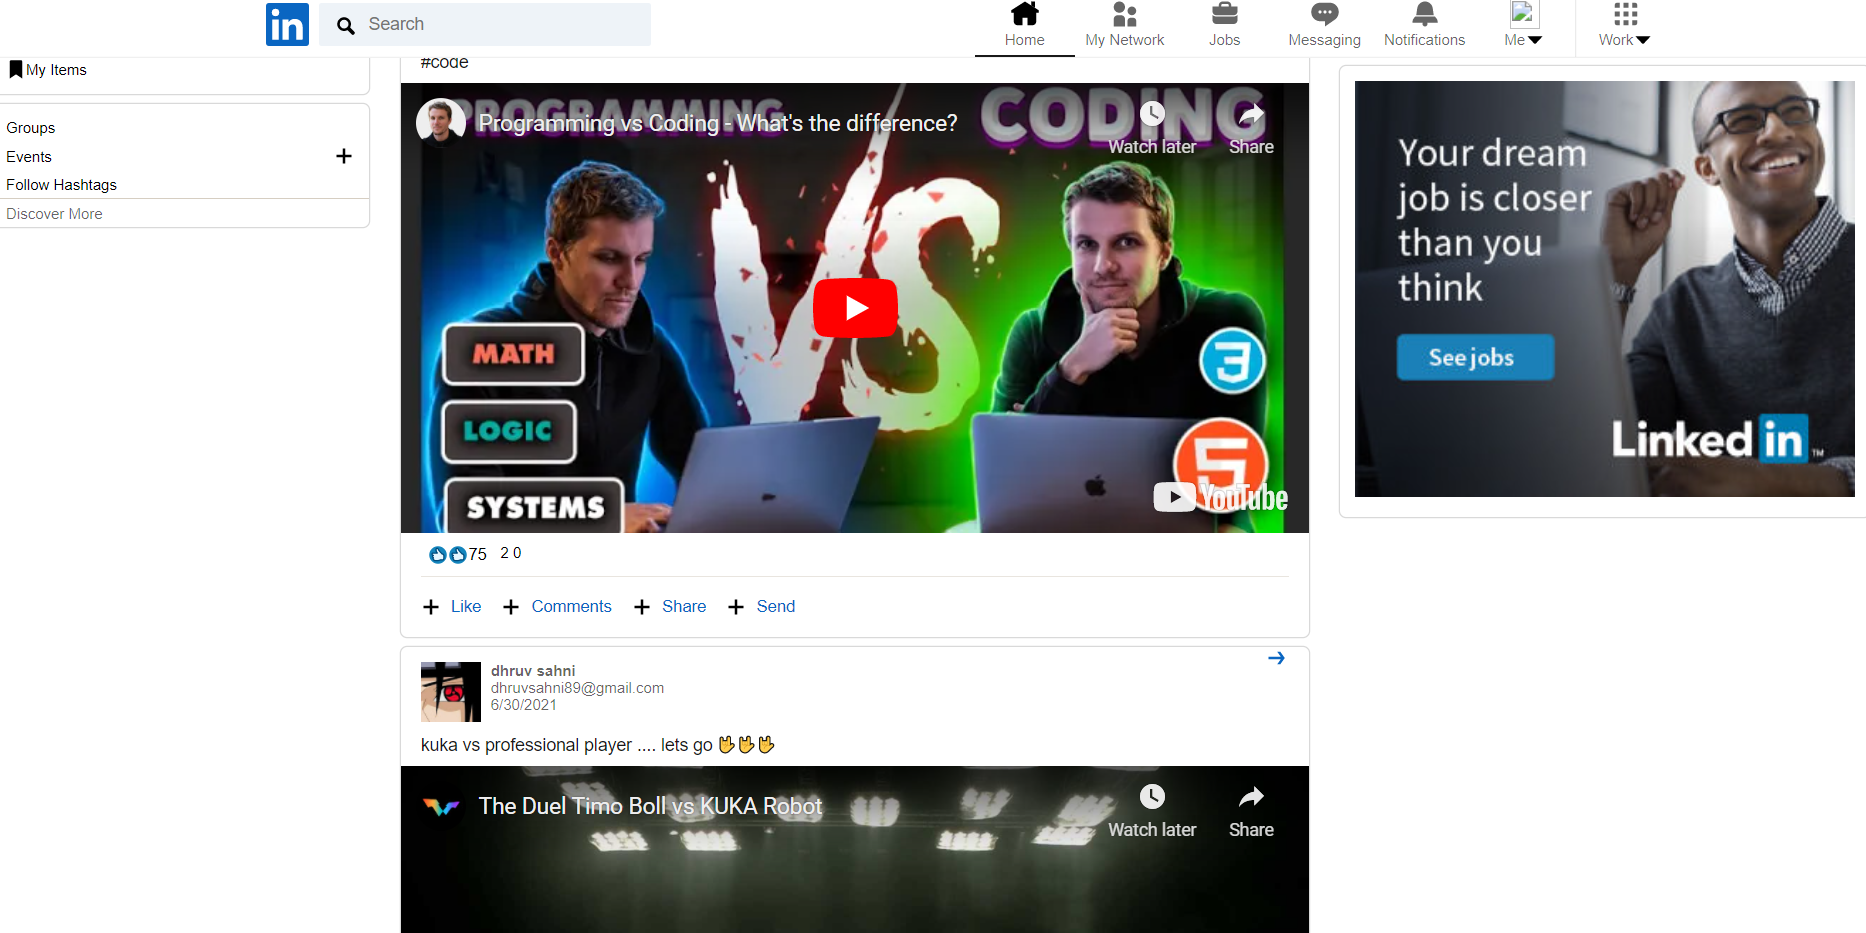 in
Search
Home
My Network
Jobs
Messaging
Notifications
Me
Work
My Items
Groups
Events
Follow Hashtags
Discover More
#code
PROGRAMMING
CODING
Programming vs Coding - What's the difference?
Watch later
Share
VS
MATH
LOGIC
SYSTEMS
3
5
YouTube
75
2 0
Like
Comments
Share
Send
dhruv sahni
dhruvsahni89@gmail.com
6/30/2021
kuka vs professional player .... lets go 🤟🤟🤟
The Duel Timo Boll vs KUKA Robot
Watch later
Share
Your dream
job is closer
than you
think
See jobs
Linked in ™